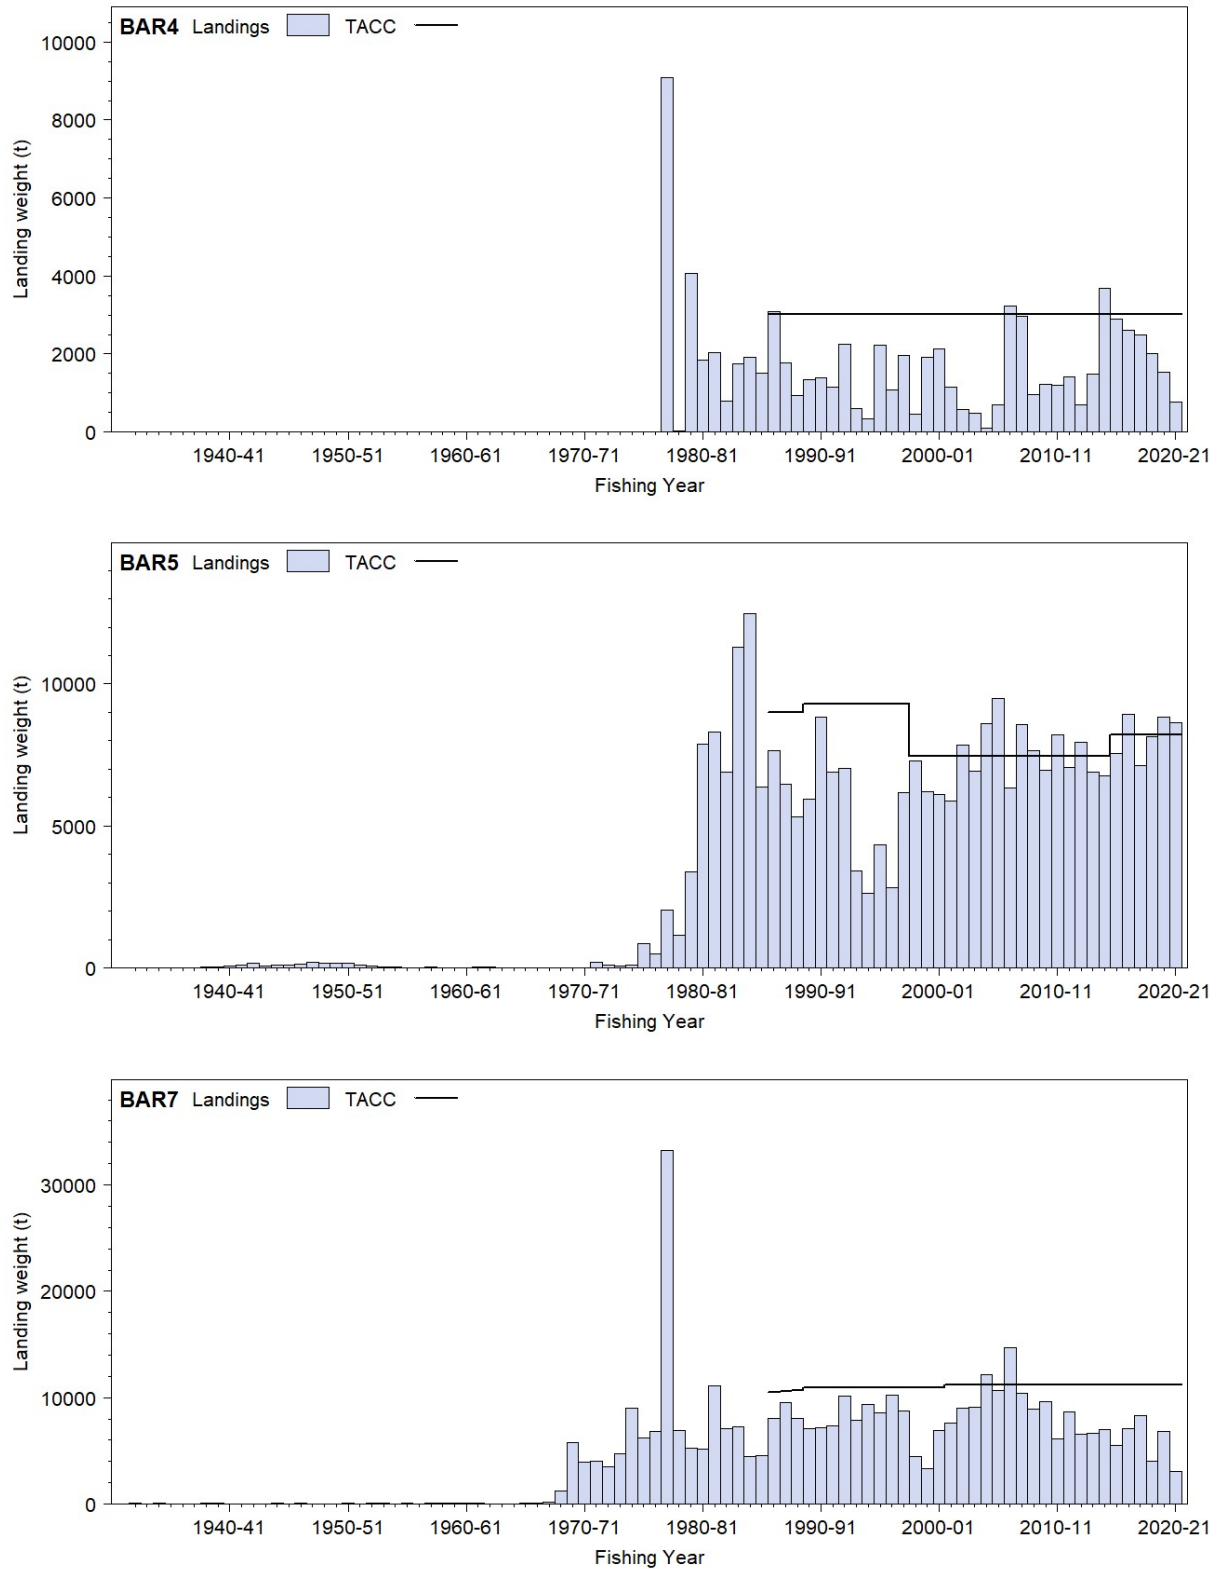 BAR4 Landings TACC
10000
8000
6000
4000
2000
0
Landing weight (t)
1940-41 1950-51 1960-61 1970-71 1980-81 1990-91 2000-01 2010-11 2020-21
Fishing Year
BAR5 Landings TACC
10000
5000
0
Landing weight (t)
1940-41 1950-51 1960-61 1970-71 1980-81 1990-91 2000-01 2010-11 2020-21
Fishing Year
BAR7 Landings TACC
30000
20000
10000
0
Landing weight (t)
1940-41 1950-51 1960-61 1970-71 1980-81 1990-91 2000-01 2010-11 2020-21
Fishing Year